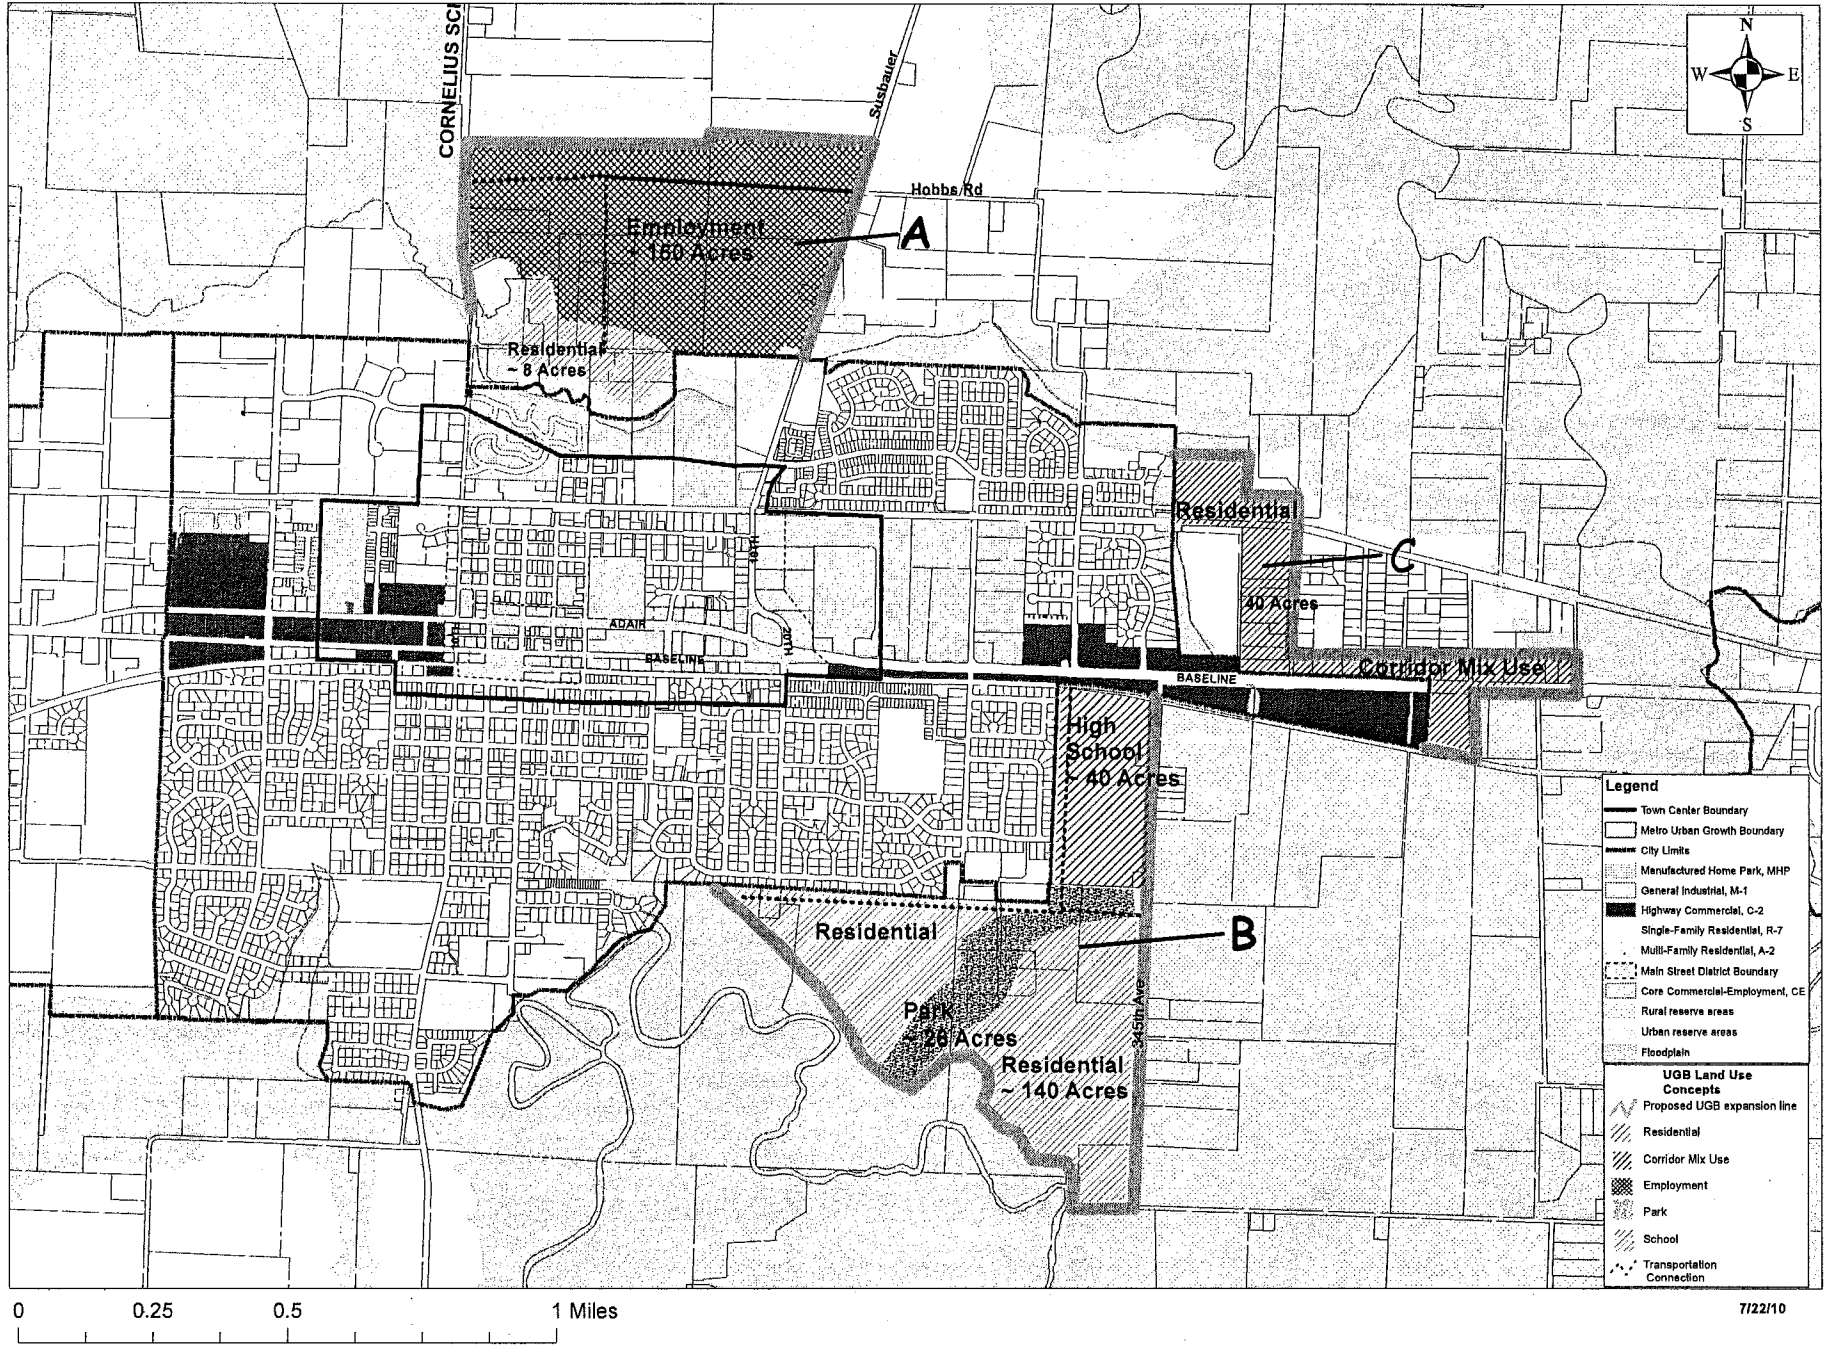 CORNELIUS SCH
Susbauer
N
W E
S
Hobbs Rd
Employment
~ 150 Acres
A
Residential
~ 8 Acres
Residential
C
40 Acres
19TH
ADAIR
10TH
20TH
BASELINE
Corridor Mix Use
BASELINE
High
School
~ 40 Acres
Residential
B
Park
~ 26 Acres
345th Ave
Residential
~ 140 Acres
Legend
Town Center Boundary
Metro Urban Growth Boundary
City Limits
Manufactured Home Park, MHP
General Industrial, M-1
Highway Commercial, C-2
Single-Family Residential, R-7
Multi-Family Residential, A-2
Main Street District Boundary
Core Commercial-Employment, CE
Rural reserve areas
Urban reserve areas
Floodplain
UGB Land Use
Concepts
Proposed UGB expansion line
Residential
Corridor Mix Use
Employment
Park
School
Transportation
Connection
0 0.25 0.5 1 Miles
7/22/10